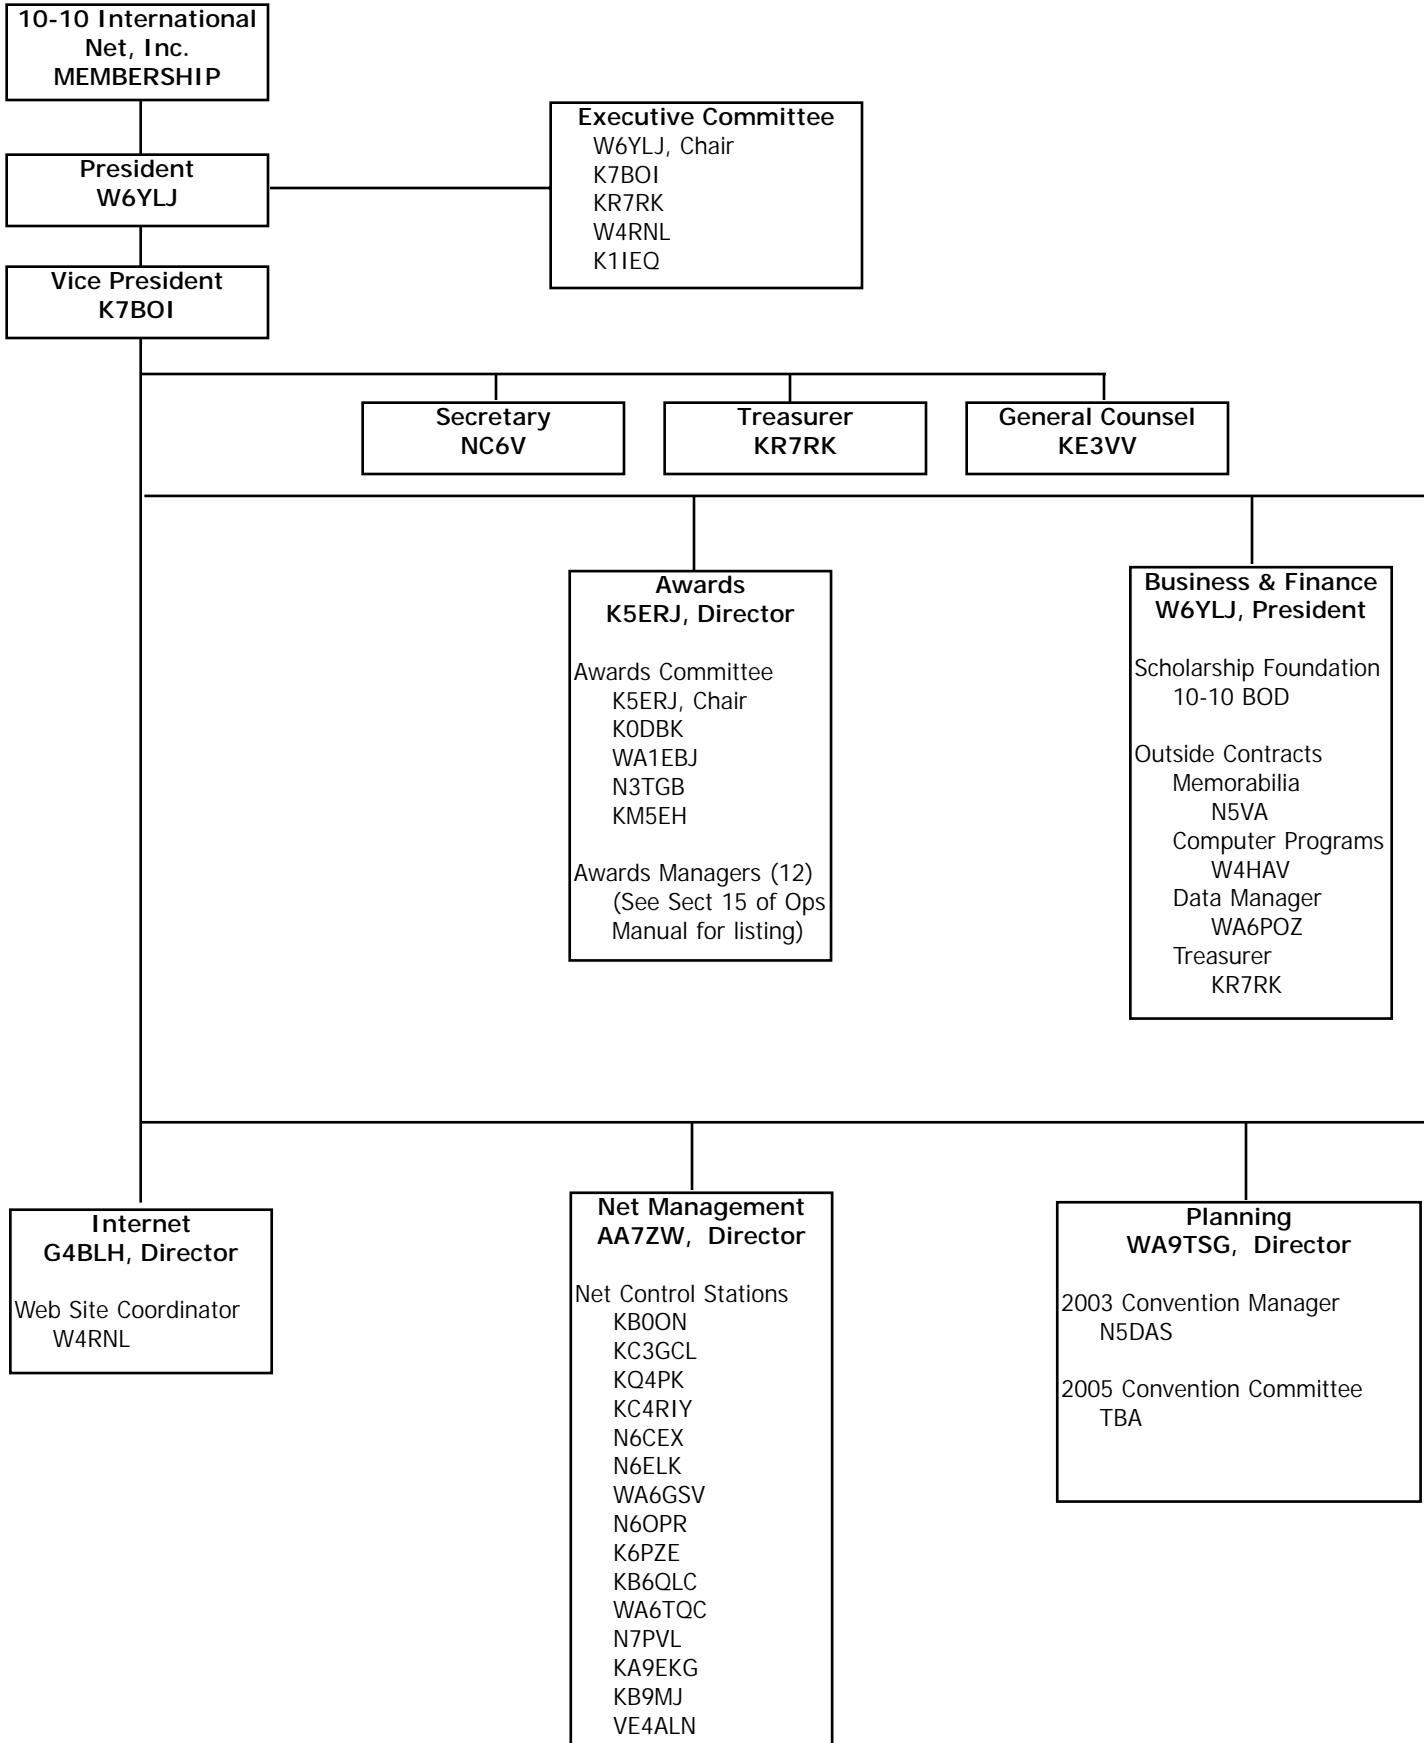 10-10 International
Net, Inc.
MEMBERSHIP
President
W6YLJ
Executive Committee
W6YLJ, Chair
K7BOI
KR7RK
W4RNL
K1IEQ
Vice President
K7BOI
Secretary
NC6V
Treasurer
KR7RK
General Counsel
KE3VV
Awards
K5ERJ, Director
Awards Committee
K5ERJ, Chair
K0DBK
WA1EBJ
N3TGB
KM5EH
Awards Managers (12)
(See Sect 15 of Ops
Manual for listing)
Business & Finance
W6YLJ, President
Scholarship Foundation
10-10 BOD
Outside Contracts
Memorabilia
N5VA
Computer Programs
W4HAV
Data Manager
WA6POZ
Treasurer
KR7RK
Internet
G4BLH, Director
Web Site Coordinator
W4RNL
Net Management
AA7ZW, Director
Net Control Stations
KB0ON
KC3GCL
KQ4PK
KC4RIY
N6CEX
N6ELK
WA6GSV
N6OPR
K6PZE
KB6QLC
WA6TQC
N7PVL
KA9EKG
KB9MJ
VE4ALN
Planning
WA9TSG, Director
2003 Convention Manager
N5DAS
2005 Convention Committee
TBA